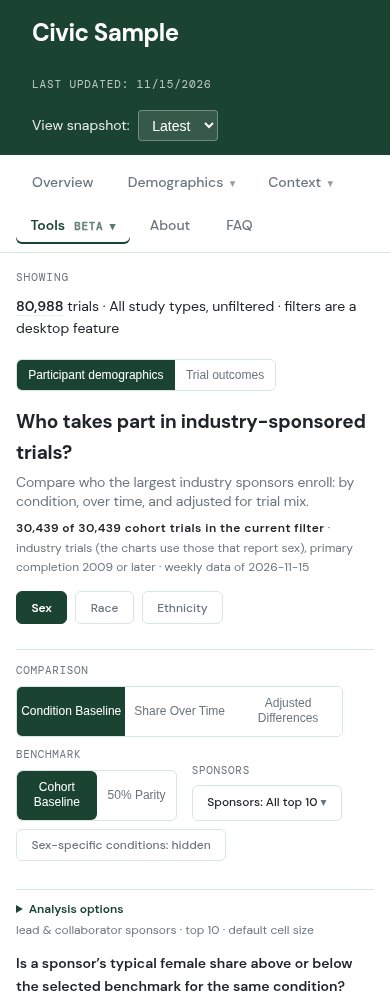 Civic Sample
LAST UPDATED: 11/15/2026
View snapshot: Latest
Overview Demographics ▾ Context ▾
Tools BETA ▾ About FAQ
SHOWING
80,988 trials · All study types, unfiltered · filters are a
desktop feature
Participant demographics Trial outcomes
Who takes part in industry-sponsored
trials?
Compare who the largest industry sponsors enroll: by
condition, over time, and adjusted for trial mix.
30,439 of 30,439 cohort trials in the current filter ·
industry trials (the charts use those that report sex), primary
completion 2009 or later · weekly data of 2026-11-15
Sex Race Ethnicity
COMPARISON
Condition Baseline Share Over Time Adjusted
Differences
BENCHMARK
Cohort
Baseline 50% Parity
SPONSORS
Sponsors: All top 10 ▾
Sex-specific conditions: hidden
▶ Analysis options
lead & collaborator sponsors · top 10 · default cell size
Is a sponsor’s typical female share above or below
the selected benchmark for the same condition?